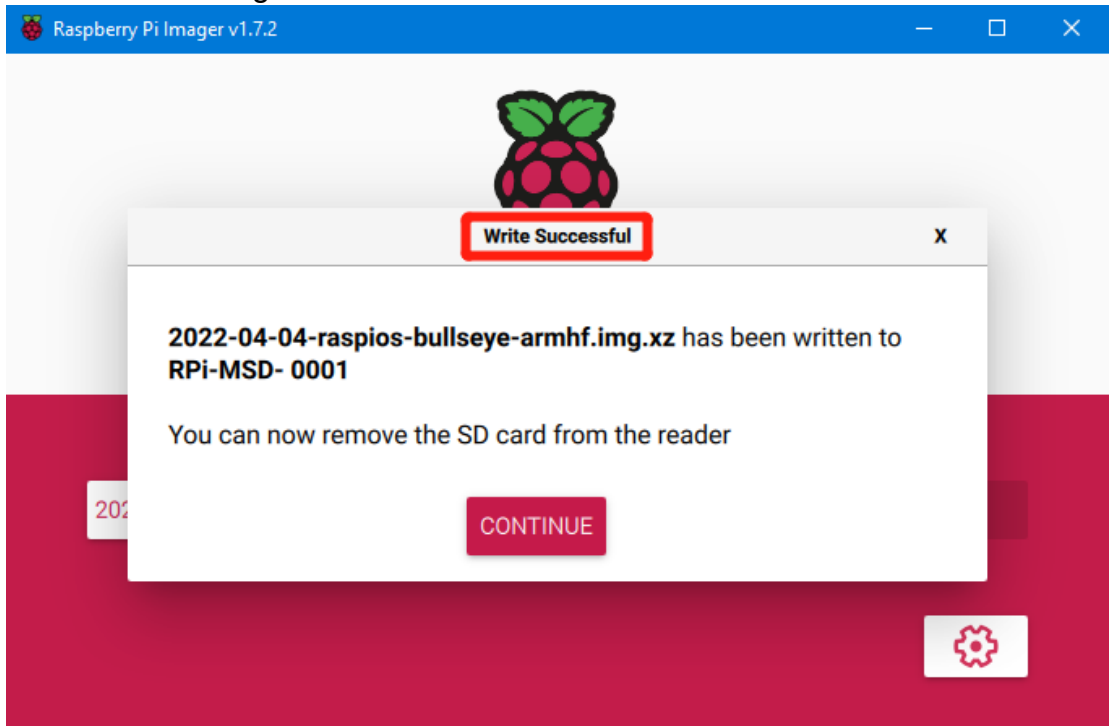 Raspberry Pi Imager v1.7.2
Write Successful
X
2022-04-04-raspios-bullseye-armhf.img.xz has been written to
RPi-MSD- 0001
You can now remove the SD card from the reader
202
CONTINUE